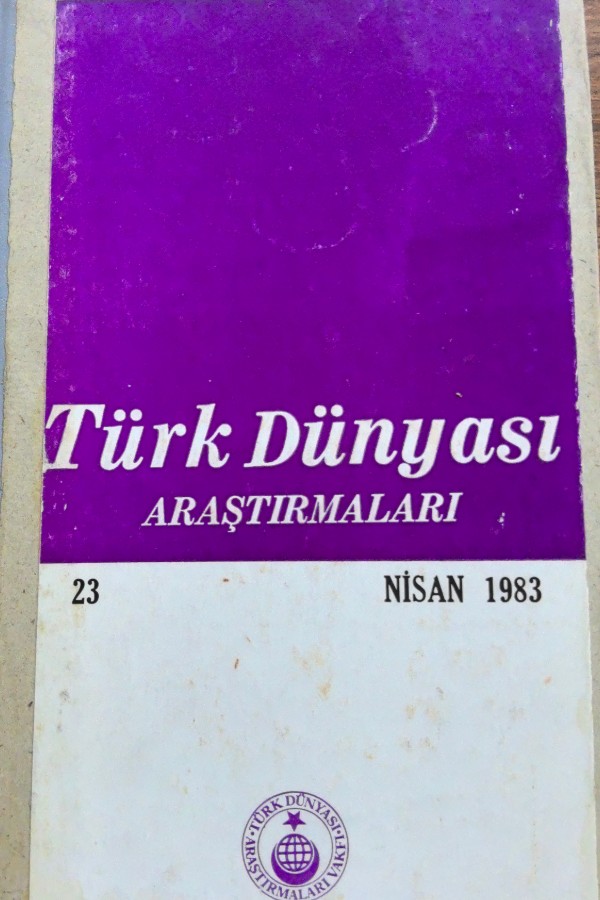 Türk Dünyası
ARAŞTIRMALARI
23 NİSAN 1983
TÜRK DÜNYASI
ARAŞTIRMALARI VAKFI